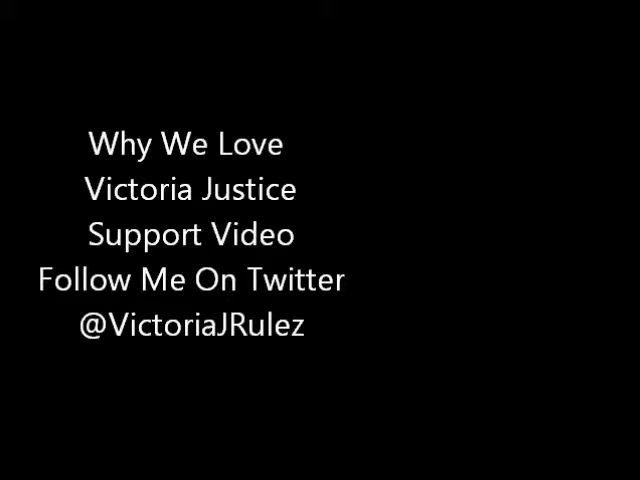 Why We Love
Victoria Justice
Support Video
Follow Me On Twitter
@VictoriaJRulez